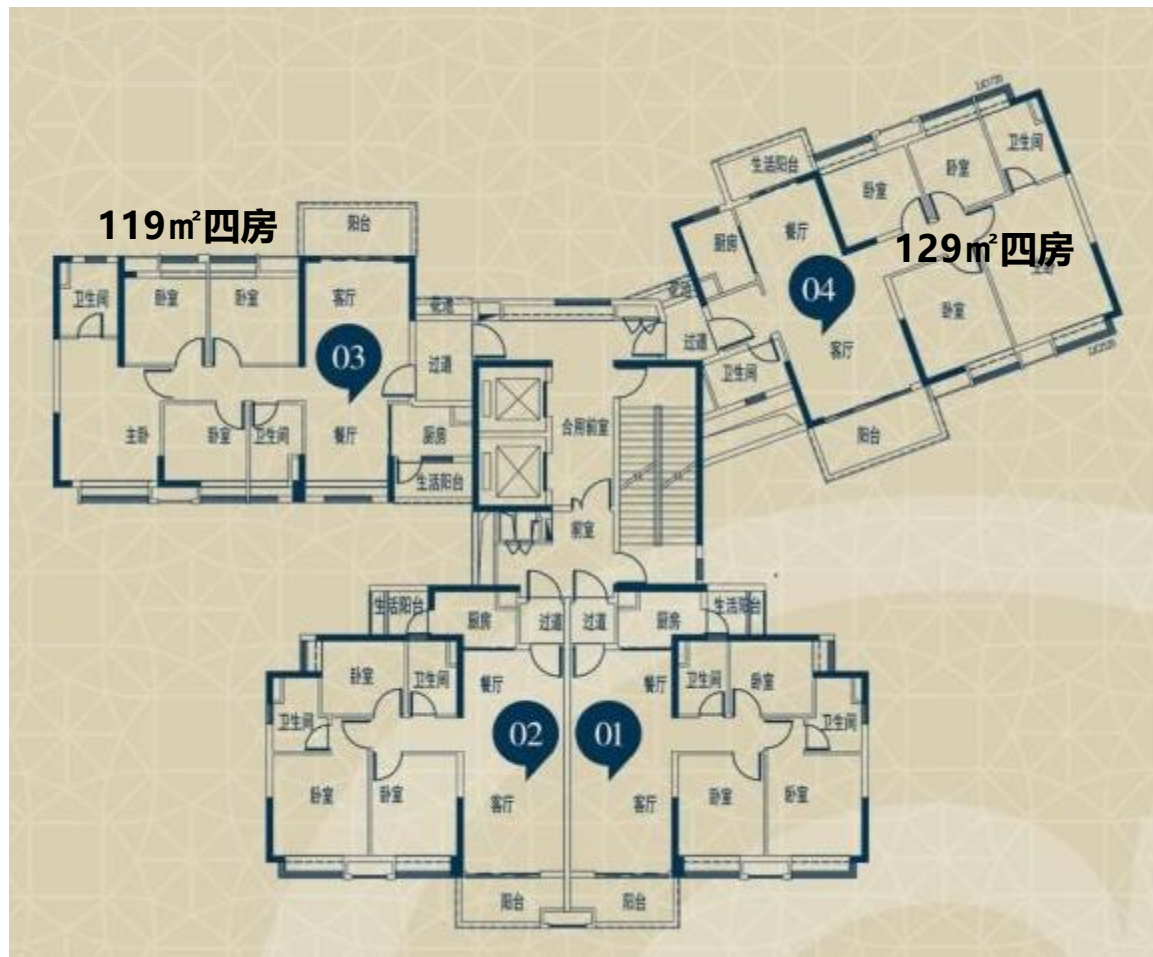 生活阳台
卫生间
卧室
卧室
119㎡四房
阳台
厨房
餐厅
129㎡四房
04
卧室
客厅
过道
卫生间
阳台
卫生间
卧室
卧室
客厅
花池
03
过道
主卧
卧室
卫生间
餐厅
厨房
生活阳台
合用前室
前室
生活阳台
厨房
过道
过道
厨房
生活阳台
卧室
卫生间
餐厅
餐厅
卫生间
卧室
卫生间
02
01
卫生间
卧室
卧室
客厅
客厅
卧室
卧室
阳台
阳台